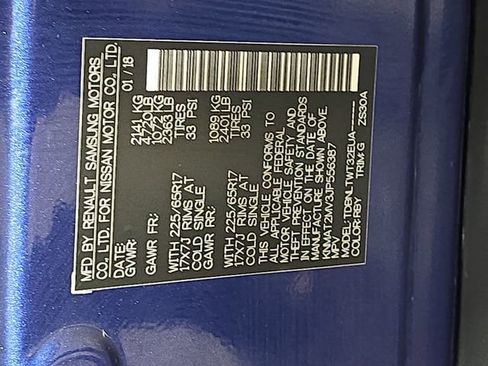 MFD BY RENAULT SAMSUNG MOTORS
CO., LTD. FOR NISSAN MOTOR CO., LTD.
DATE: 01 / 18
GVWR: 2141 KG
4720 LB
GAWR FR: 1072 KG
2363 LB
WITH 225/65R17 TIRES
17X7J RIMS AT 33 PSI
COLD SINGLE
GAWR RR: 1089 KG
2401 LB
WITH 225/65R17 TIRES
17X7J RIMS AT 33 PSI
COLD SINGLE
THIS VEHICLE CONFORMS TO
ALL APPLICABLE FEDERAL
MOTOR VEHICLE SAFETY AND
THEFT PREVENTION STANDARDS
IN EFFECT ON THE DATE OF
MANUFACTURE SHOWN ABOVE.
KNMAT2MV3JP556387
MPV
MODEL: TDBNLTWT32EUA-----
COLOR: RBY TRIM: G ZS30A